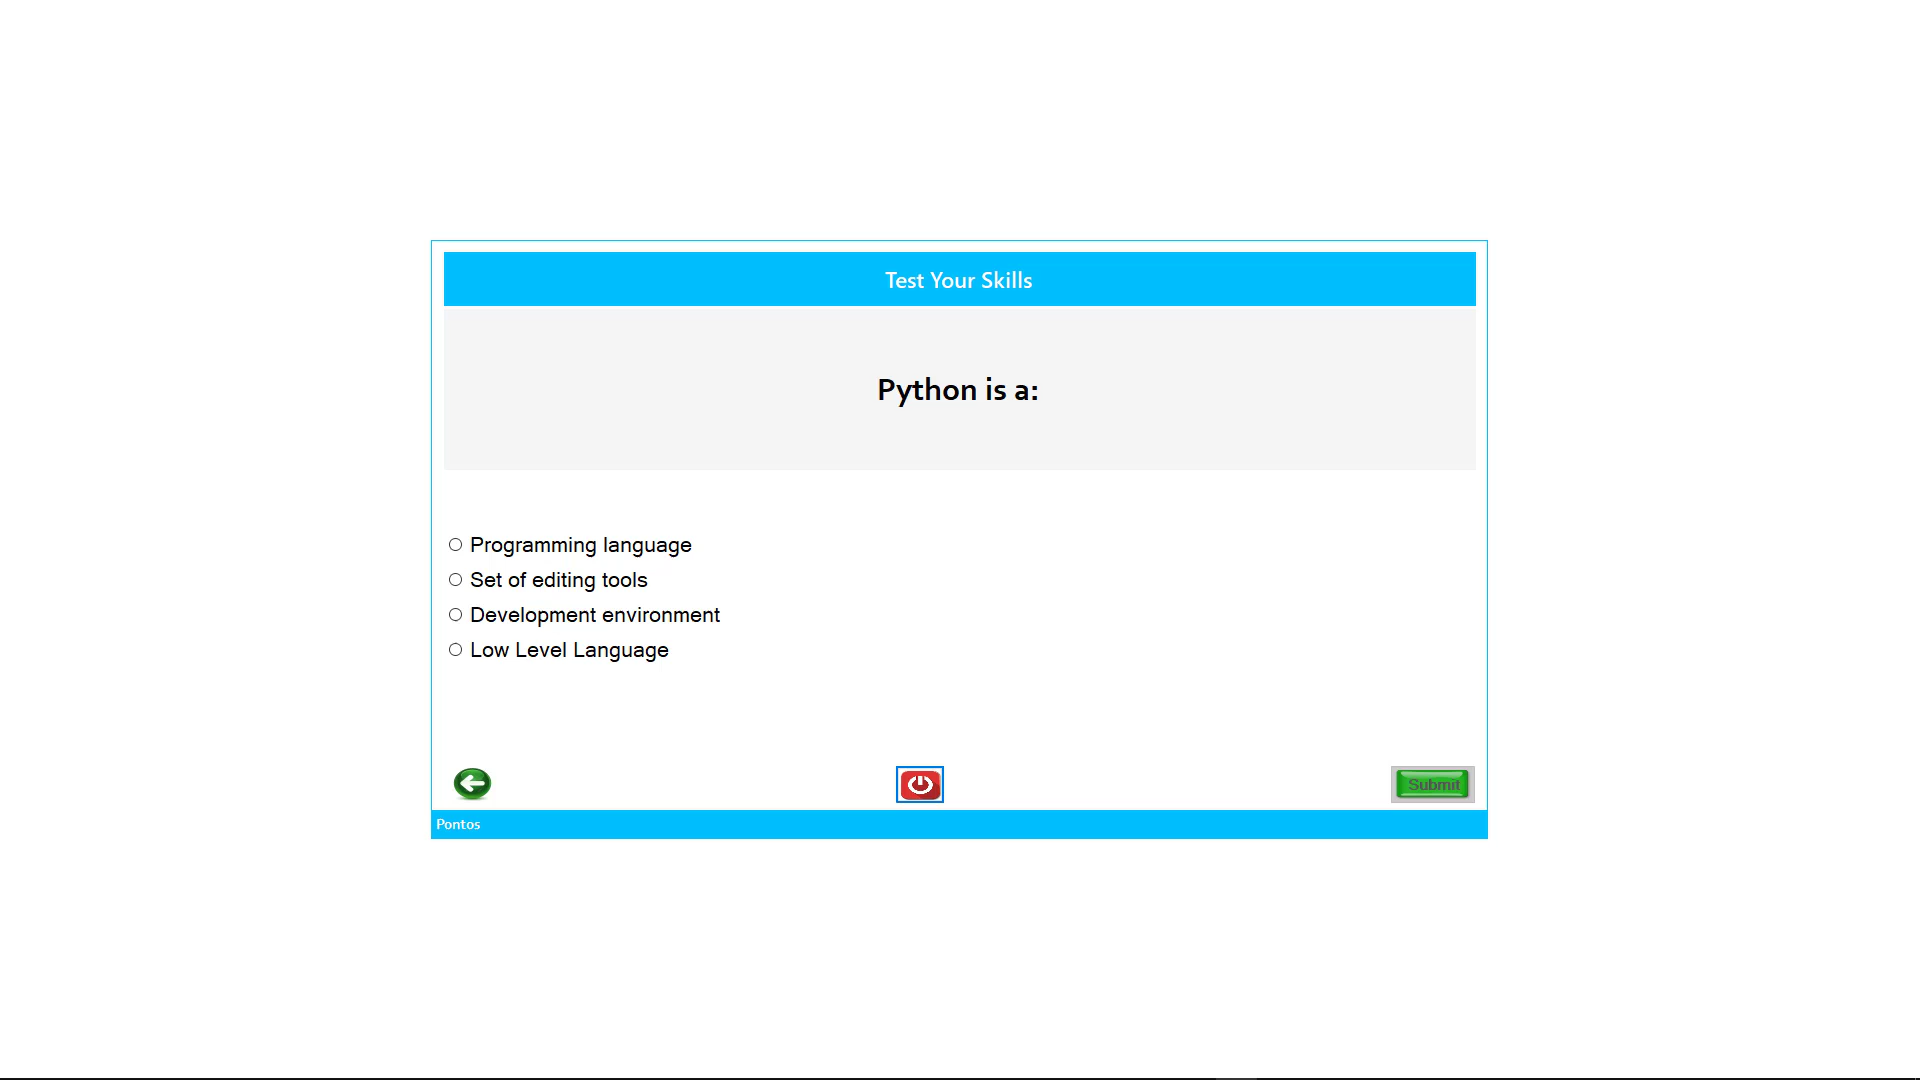 Test Your Skills
Python is a:
Programming language
Set of editing tools
Development environment
Low Level Language
Submit
Pontos